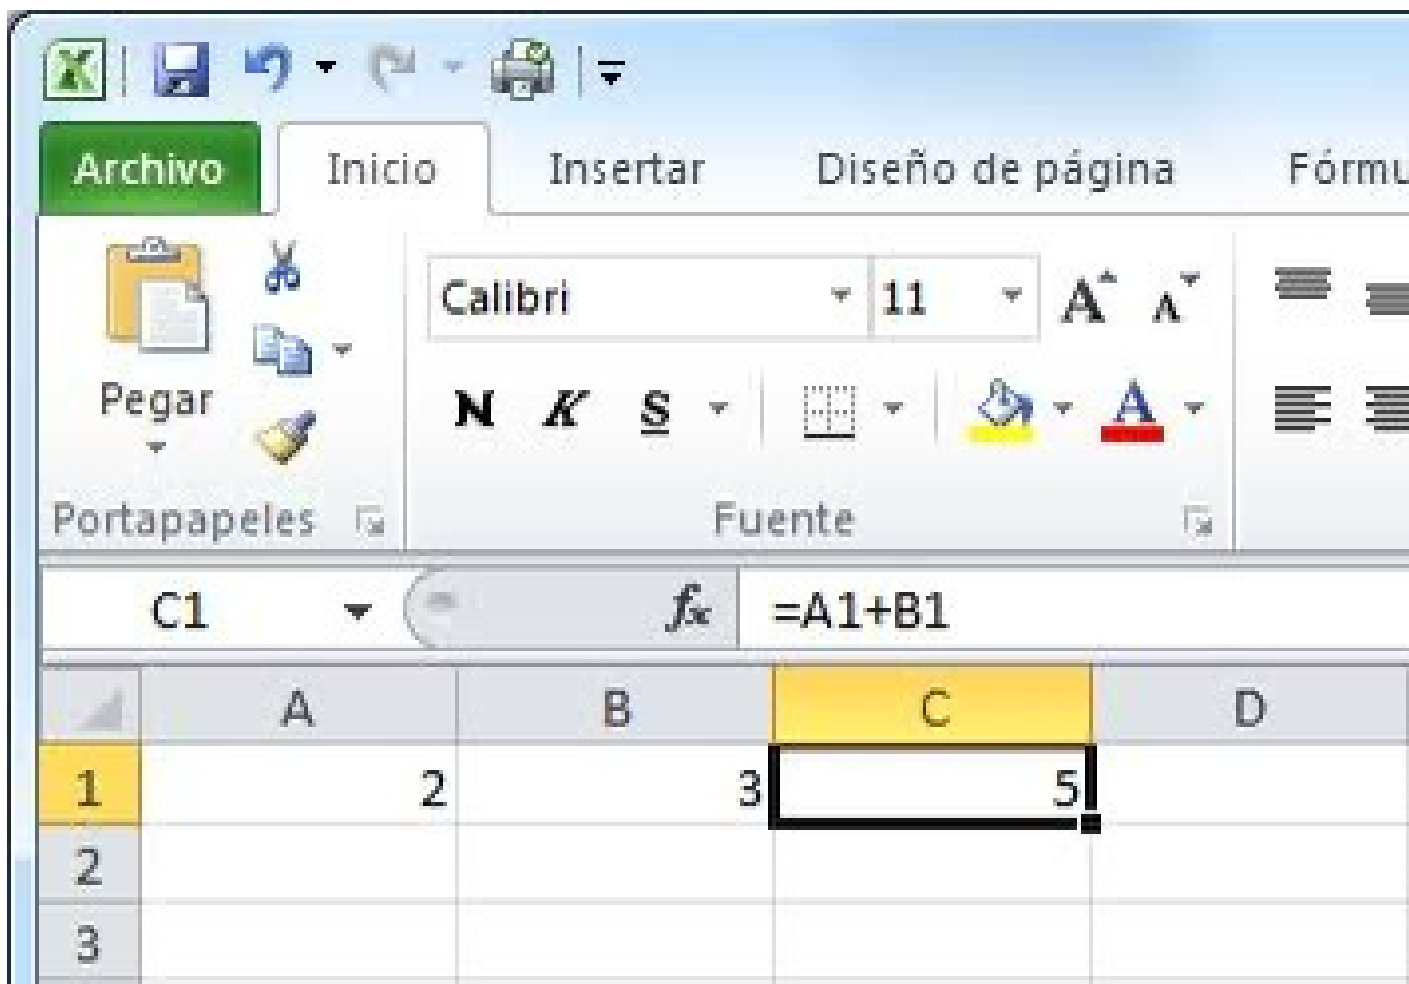 Archivo Inicio Insertar Diseño de página Fórmu
Calibri 11 A A
Pegar N K S A
Portapapeles Fuente
C1 fx =A1+B1
A B C D
1 2 3 5
2
3